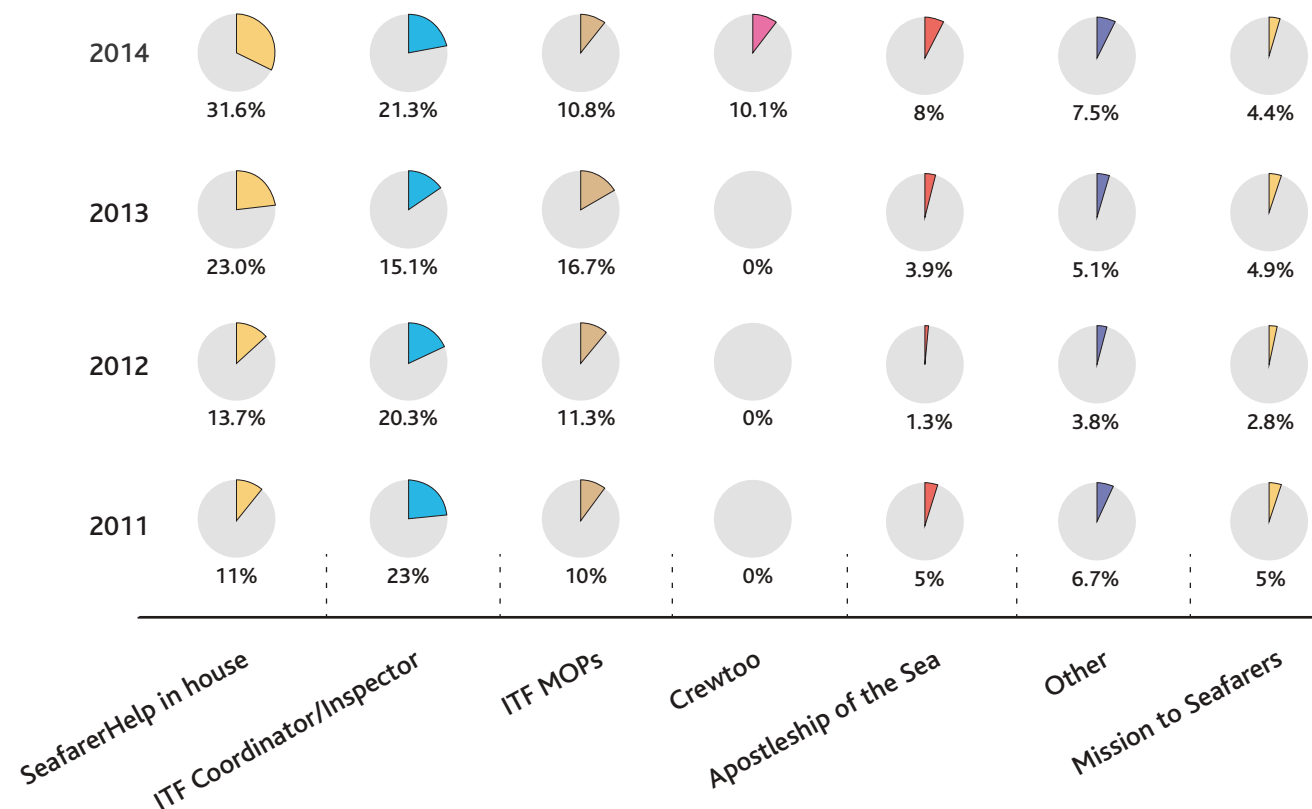 2014
31.6% 21.3% 10.8% 10.1% 8% 7.5% 4.4%
2013
23.0% 15.1% 16.7% 0% 3.9% 5.1% 4.9%
2012
13.7% 20.3% 11.3% 0% 1.3% 3.8% 2.8%
2011
11% 23% 10% 0% 5% 6.7% 5%
SeafarerHelp in house
ITF Coordinator/Inspector
ITF MOPs
Crewtoo
Apostleship of the Sea
Other
Mission to Seafarers